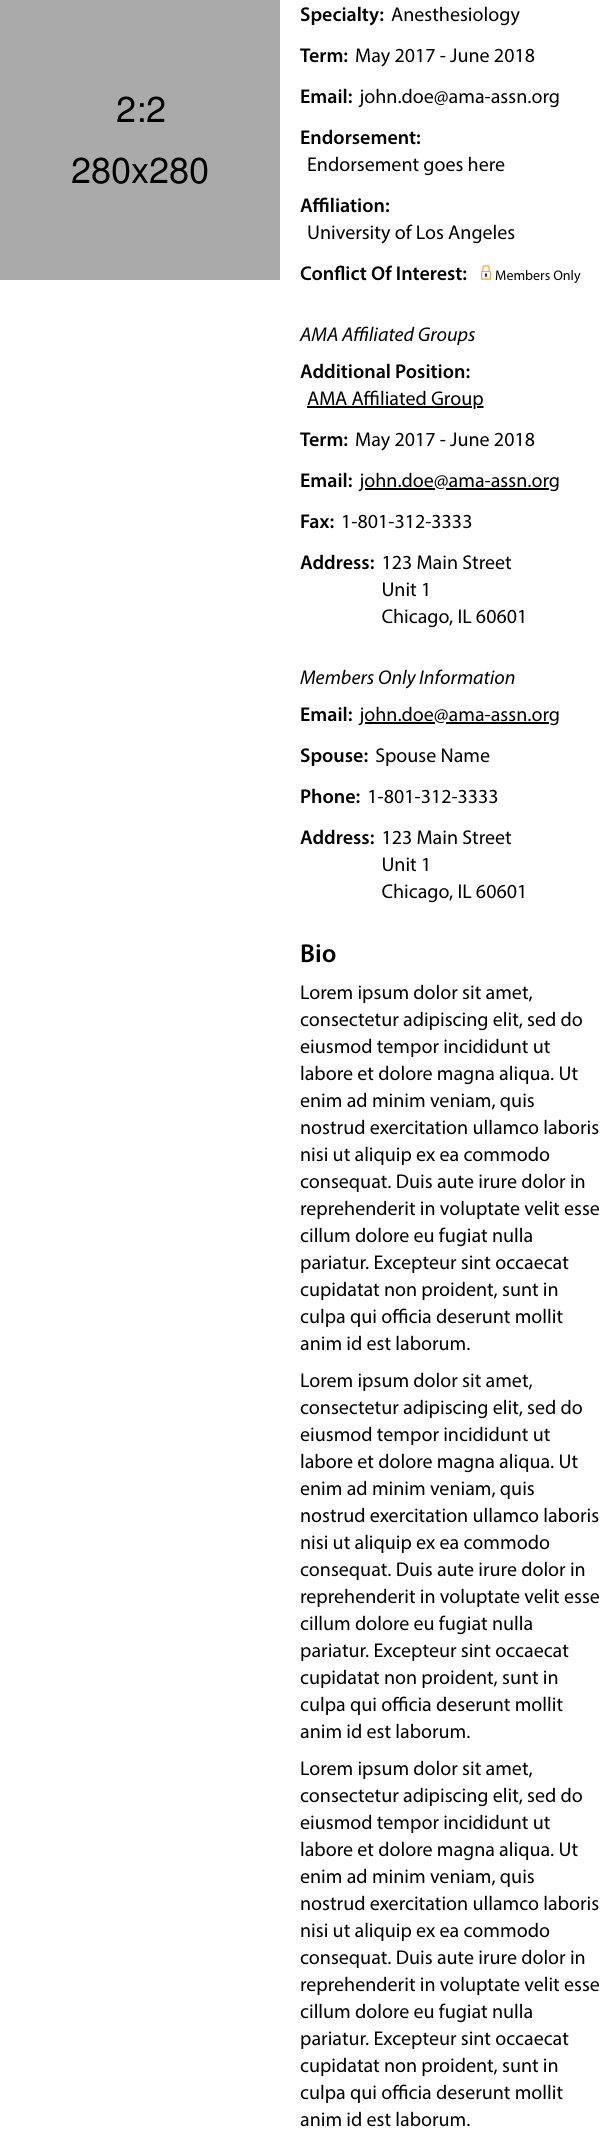 2:2
280x280
Specialty: Anesthesiology
Term: May 2017 - June 2018
Email: john.doe@ama-assn.org
Endorsement:
Endorsement goes here
Affiliation:
University of Los Angeles
Conflict Of Interest: Members Only
AMA Affiliated Groups
Additional Position:
AMA Affiliated Group
Term: May 2017 - June 2018
Email: john.doe@ama-assn.org
Fax: 1-801-312-3333
Address: 123 Main Street
Unit 1
Chicago, IL 60601
Members Only Information
Email: john.doe@ama-assn.org
Spouse: Spouse Name
Phone: 1-801-312-3333
Address: 123 Main Street
Unit 1
Chicago, IL 60601
Bio
Lorem ipsum dolor sit amet,
consectetur adipiscing elit, sed do
eiusmod tempor incididunt ut
labore et dolore magna aliqua. Ut
enim ad minim veniam, quis
nostrud exercitation ullamco laboris
nisi ut aliquip ex ea commodo
consequat. Duis aute irure dolor in
reprehenderit in voluptate velit esse
cillum dolore eu fugiat nulla
pariatur. Excepteur sint occaecat
cupidatat non proident, sunt in
culpa qui officia deserunt mollit
anim id est laborum.
Lorem ipsum dolor sit amet,
consectetur adipiscing elit, sed do
eiusmod tempor incididunt ut
labore et dolore magna aliqua. Ut
enim ad minim veniam, quis
nostrud exercitation ullamco laboris
nisi ut aliquip ex ea commodo
consequat. Duis aute irure dolor in
reprehenderit in voluptate velit esse
cillum dolore eu fugiat nulla
pariatur. Excepteur sint occaecat
cupidatat non proident, sunt in
culpa qui officia deserunt mollit
anim id est laborum.
Lorem ipsum dolor sit amet,
consectetur adipiscing elit, sed do
eiusmod tempor incididunt ut
labore et dolore magna aliqua. Ut
enim ad minim veniam, quis
nostrud exercitation ullamco laboris
nisi ut aliquip ex ea commodo
consequat. Duis aute irure dolor in
reprehenderit in voluptate velit esse
cillum dolore eu fugiat nulla
pariatur. Excepteur sint occaecat
cupidatat non proident, sunt in
culpa qui officia deserunt mollit
anim id est laborum.